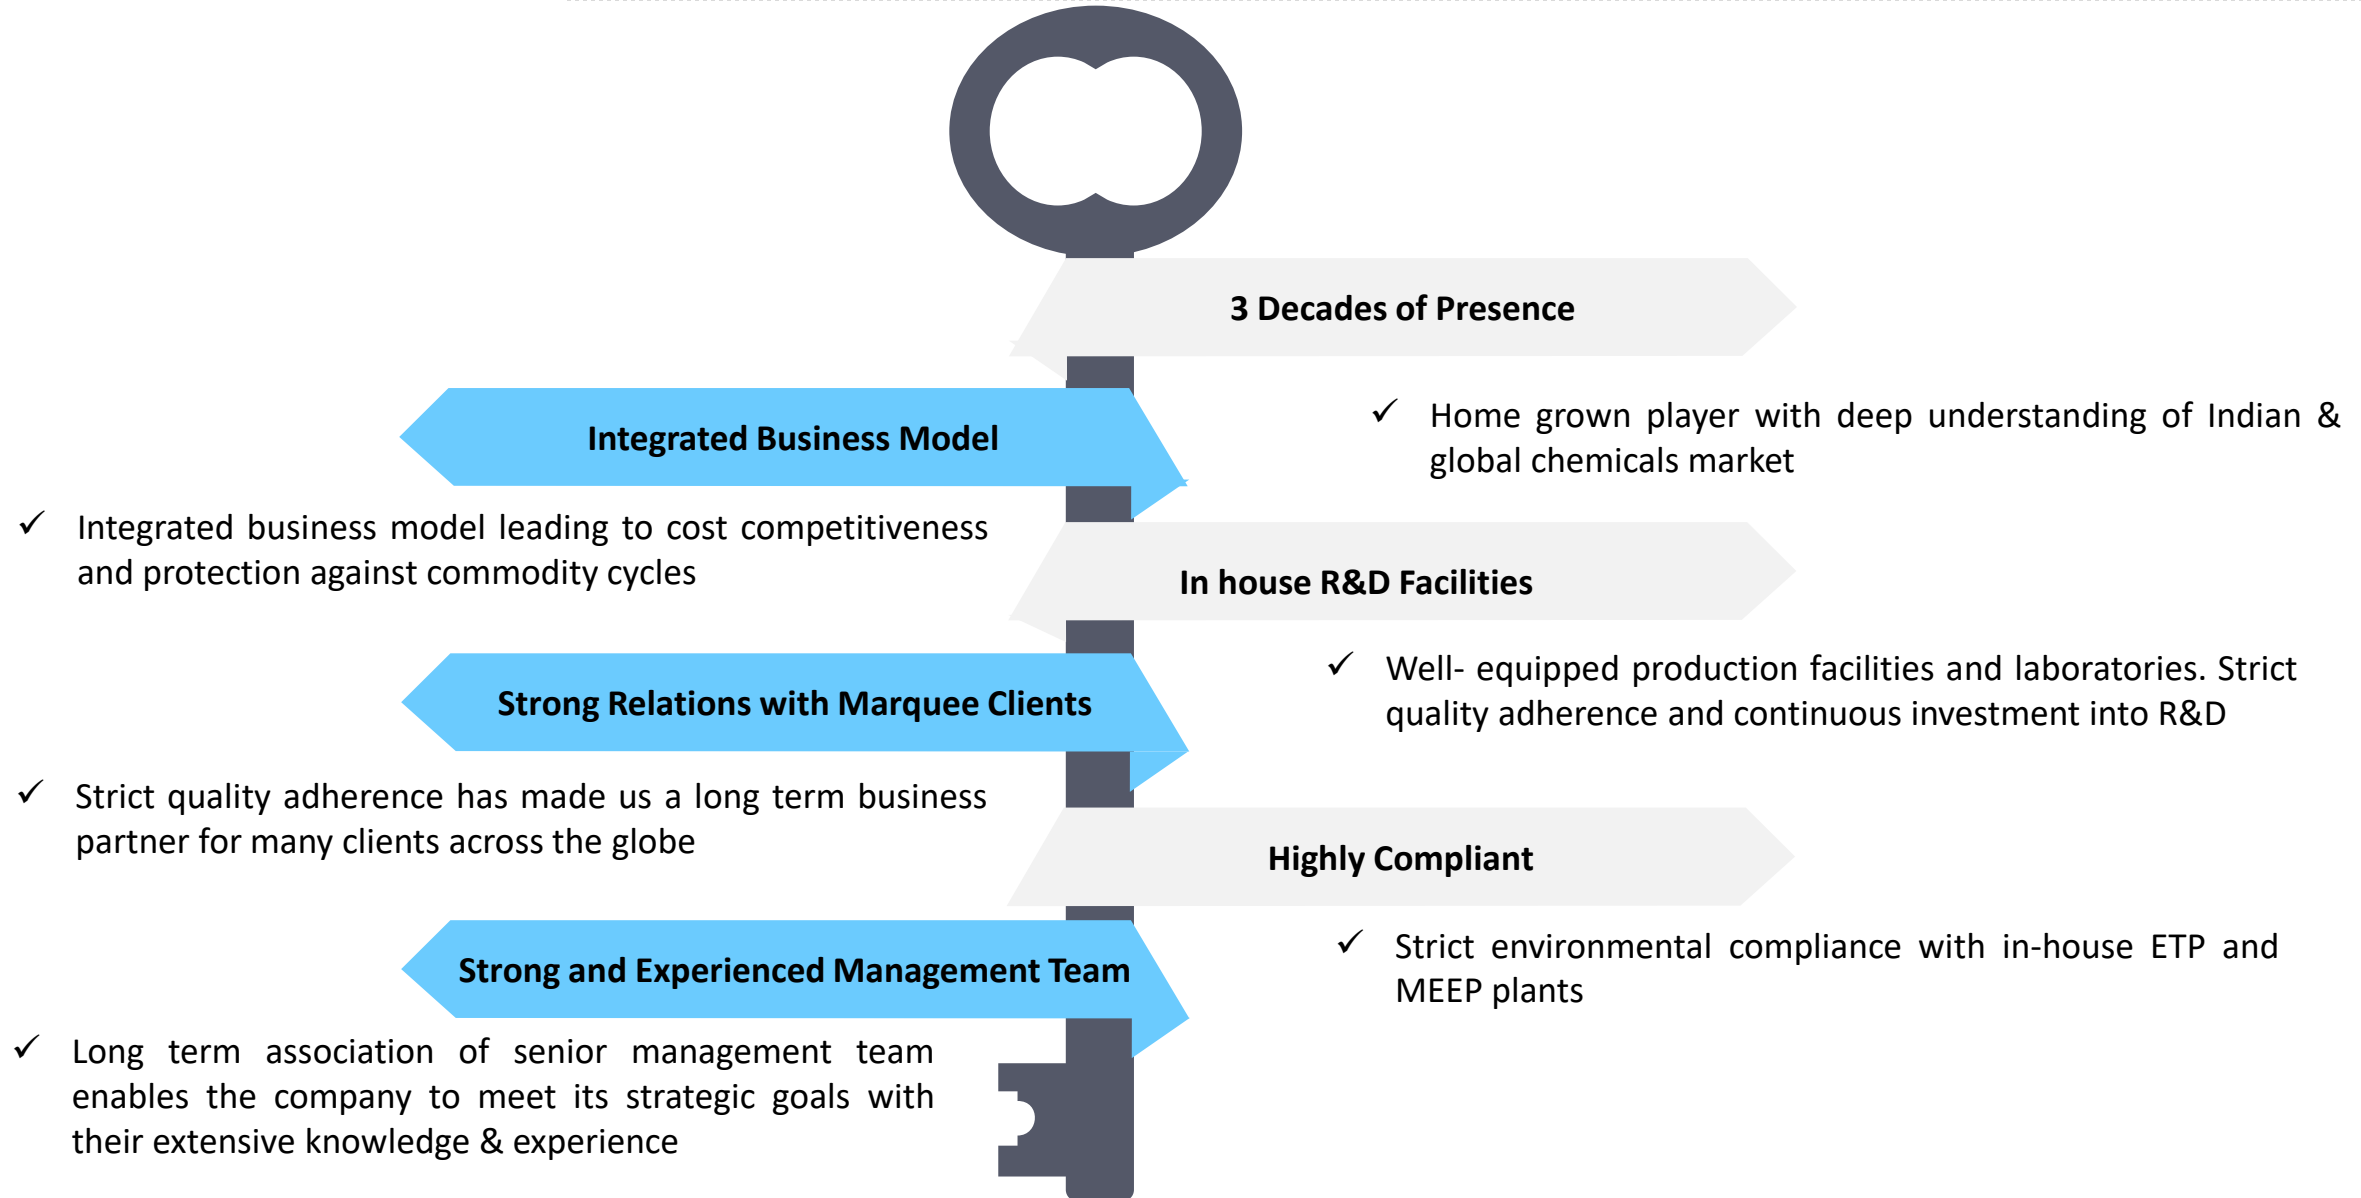 3 Decades of Presence
✓ Home grown player with deep understanding of Indian &
global chemicals market
Integrated Business Model
✓ Integrated business model leading to cost competitiveness
and protection against commodity cycles
In house R&D Facilities
✓ Well- equipped production facilities and laboratories. Strict
quality adherence and continuous investment into R&D
Strong Relations with Marquee Clients
✓ Strict quality adherence has made us a long term business
partner for many clients across the globe
Highly Compliant
✓ Strict environmental compliance with in-house ETP and
MEEP plants
Strong and Experienced Management Team
✓ Long term association of senior management team
enables the company to meet its strategic goals with
their extensive knowledge & experience